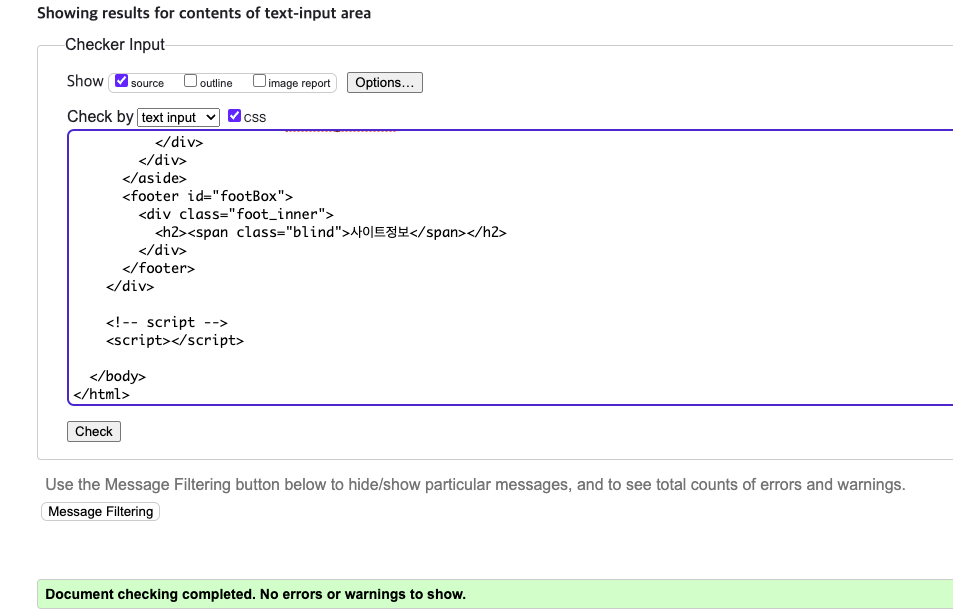 Showing results for contents of text-input area
Checker Input
Show source outline image report Options...
Check by text input CSS
</div>
</div>
</aside>
<footer id="footBox">
<div class="foot_inner">
<h2><span class="blind">사이트정보</span></h2>
</div>
</footer>
</div>
<!-- script -->
<script></script>
</body>
</html>
Check
Use the Message Filtering button below to hide/show particular messages, and to see total counts of errors and warnings.
Message Filtering
Document checking completed. No errors or warnings to show.